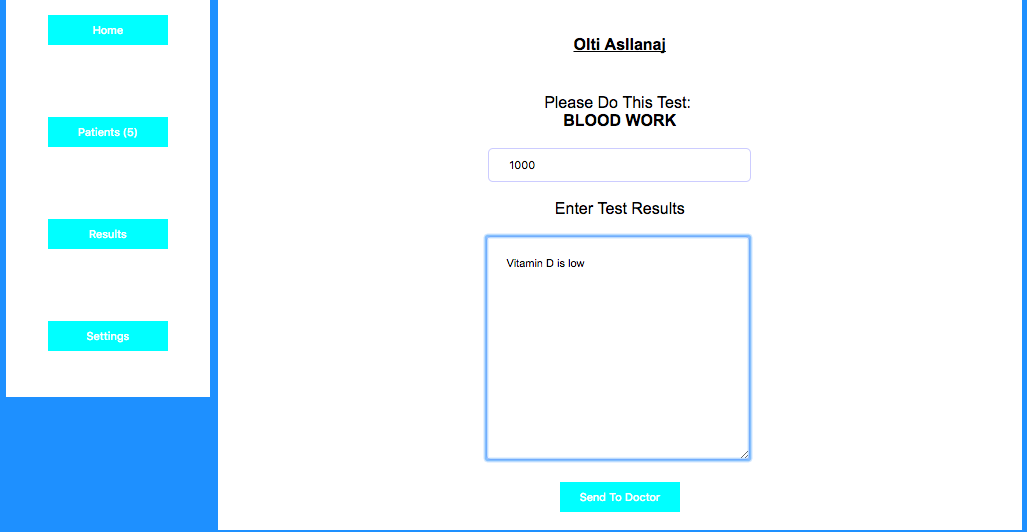 Home
Patients (5)
Results
Settings
Olti Asllanaj
Please Do This Test:
BLOOD WORK
1000
Enter Test Results
Vitamin D is low
Send To Doctor